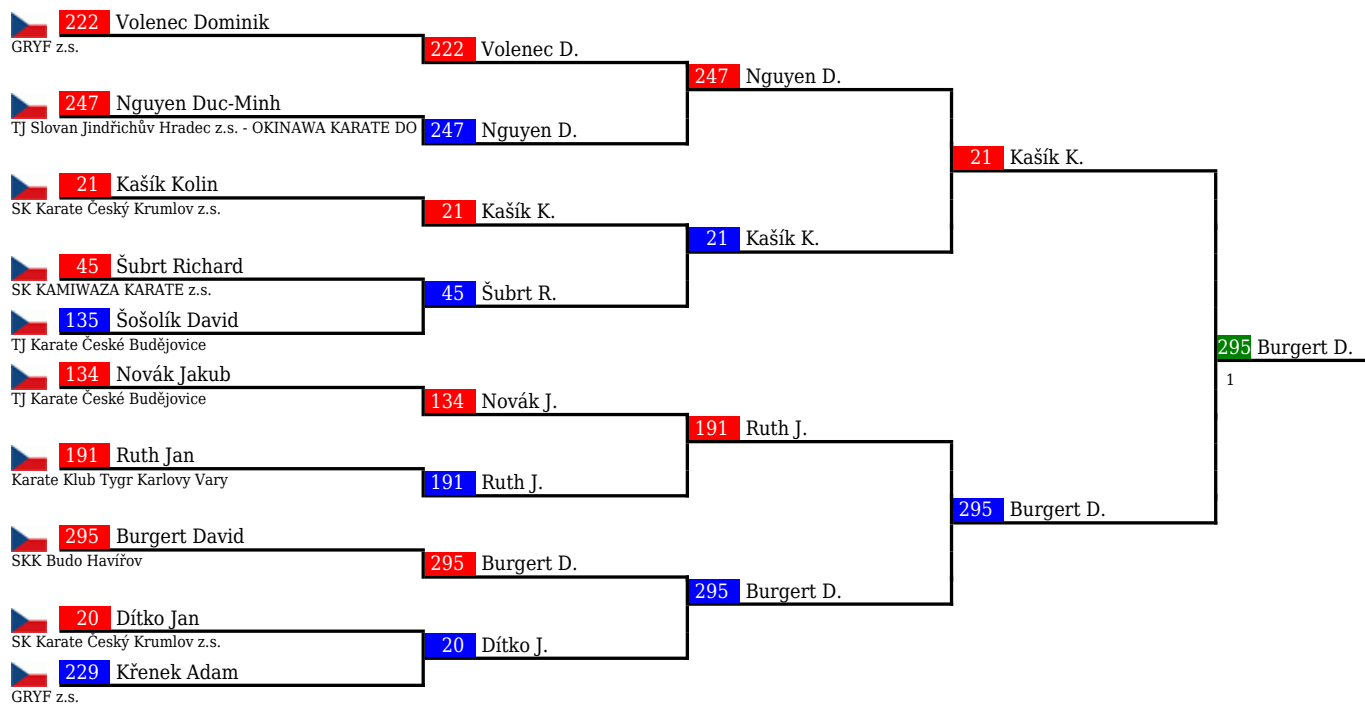 222 Volenec Dominik
GRYF z.s.
247 Nguyen Duc-Minh
TJ Slovan Jindřichův Hradec z.s. - OKINAWA KARATE DO
21 Kašík Kolin
SK Karate Český Krumlov z.s.
45 Šubrt Richard
SK KAMIWAZA KARATE z.s.
135 Šošolík David
TJ Karate České Budějovice
134 Novák Jakub
TJ Karate České Budějovice
191 Ruth Jan
Karate Klub Tygr Karlovy Vary
295 Burgert David
SKK Budo Havířov
20 Dítko Jan
SK Karate Český Krumlov z.s.
229 Křenek Adam
GRYF z.s.
222 Volenec D.
247 Nguyen D.
21 Kašík K.
45 Šubrt R.
134 Novák J.
191 Ruth J.
295 Burgert D.
20 Dítko J.
247 Nguyen D.
21 Kašík K.
191 Ruth J.
295 Burgert D.
21 Kašík K.
295 Burgert D.
295 Burgert D.
1